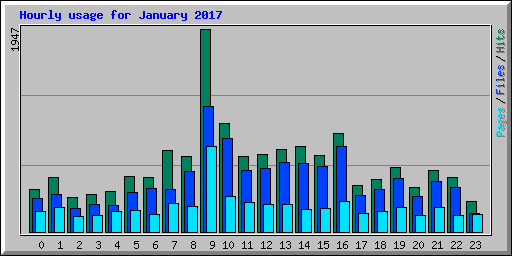 Hourly usage for January 2017
1947
Pages / Files / Hits
0 1 2 3 4 5 6 7 8 9 10 11 12 13 14 15 16 17 18 19 20 21 22 23